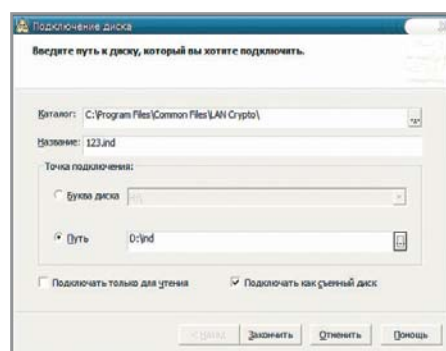 Подключение диска
Введите путь к диску, который вы хотите подключить.
Каталог: C:\Program Files\Common Files\LAN Crypto\
Название: 123.ind
Точка подключения:
Буква диска
Путь D:\ind
Подключать только для чтения Подключать как съемный диск
< Назад Закончить Отменить Помощь